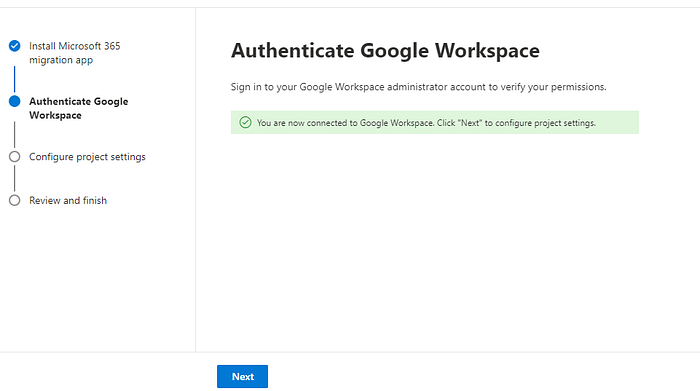 Install Microsoft 365
migration app
Authenticate Google
Workspace
Configure project settings
Review and finish
Authenticate Google Workspace
Sign in to your Google Workspace administrator account to verify your permissions.
You are now connected to Google Workspace. Click "Next" to configure project settings.
Next